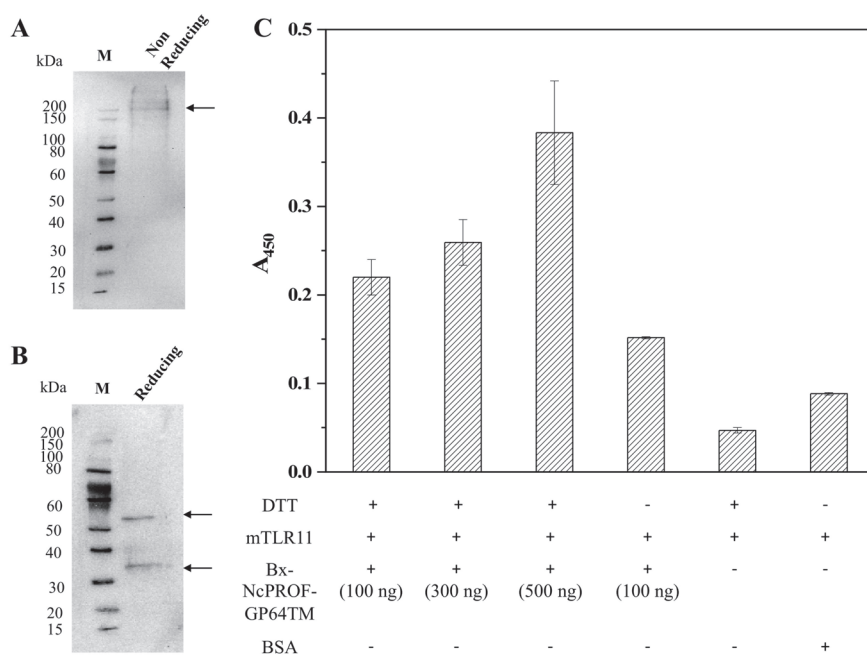 A
Non
Reducing
M
kDa
200
150
100
80
60
50
40
30
20
15
B
Reducing
kDa
M
200
150
100
80
60
50
40
30
20
15
C
0.5
0.4
0.3
0.2
0.1
0.0
A450
DTT + + + - + -
mTLR11 + + + + + +
Bx- + + + + - -
NcPROF- (100 ng) (300 ng) (500 ng) (100 ng)
GP64TM
BSA - - - - - +